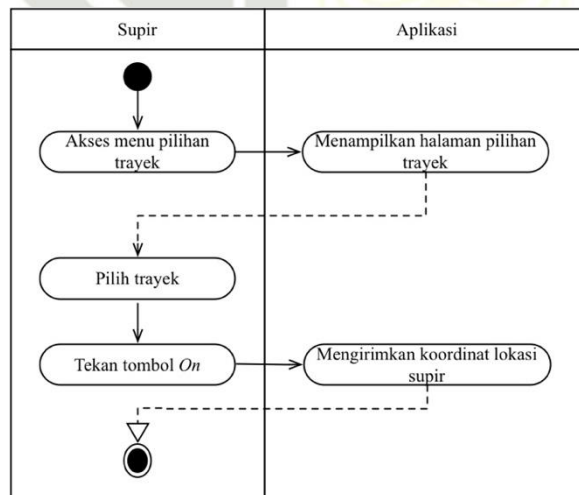 Supir
Aplikasi
Akses menu pilihan
trayek
Menampilkan halaman pilihan
trayek
Pilih trayek
Tekan tombol On
Mengirimkan koordinat lokasi
supir